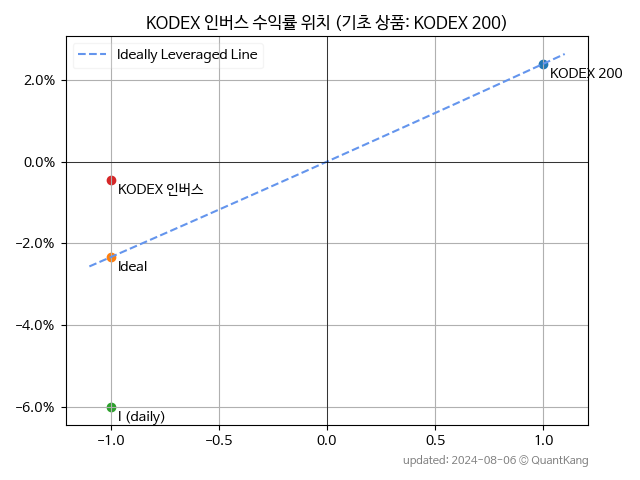 KODEX 인버스 수익률 위치 (기초 상품: KODEX 200)
Ideally Leveraged Line
2.0%
KODEX 200
0.0%
KODEX 인버스
−2.0%
Ideal
−4.0%
−6.0%
I (daily)
−1.0 −0.5 0.0 0.5 1.0
updated: 2024-08-06 © QuantKang